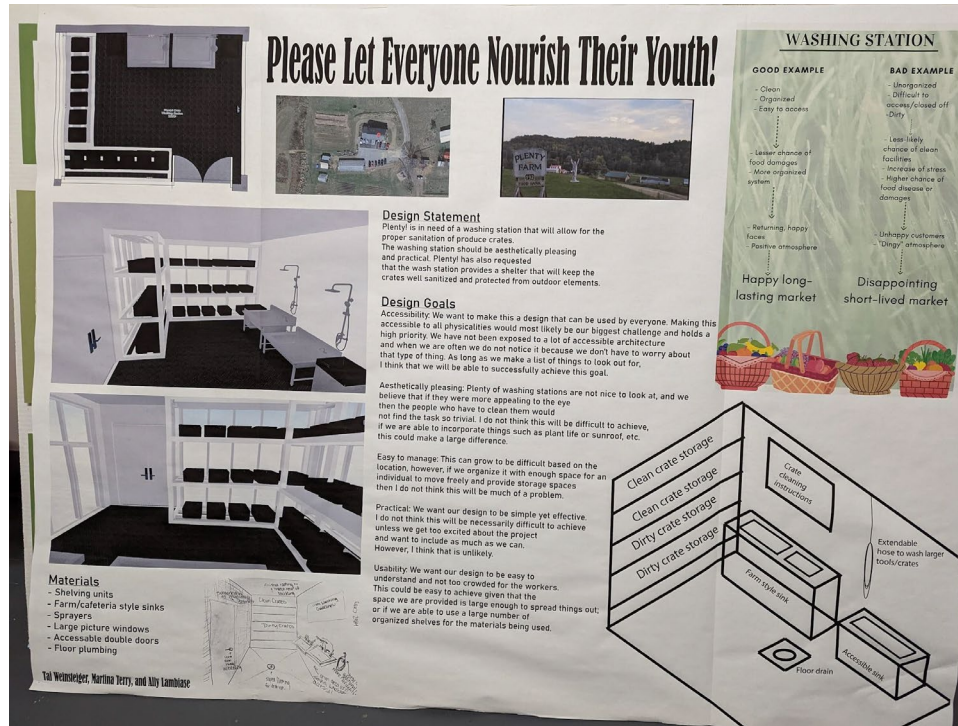 Please Let Everyone Nourish Their Youth!
PLENTY
FARM
Design Statement
Plenty! is in need of a washing station that will allow for the
proper sanitation of produce crates.
The washing station should be aesthetically pleasing
and practical. Plenty! has also requested
that the wash station provides a shelter that will keep the
crates well sanitized and protected from outdoor elements.
Design Goals
Accessibility: We want to make this a design that can be used by everyone. Making this
accessible to all physicalities would most likely be our biggest challenge and holds a
high priority. We have not been exposed to a lot of accessible architecture
and when we are often we do not notice it because we don't have to worry about
that type of thing. As long as we make a list of things to look out for,
I think that we will be able to successfully achieve this goal.
Aesthetically pleasing: Plenty of washing stations are not nice to look at, and we
believe that if they were more appealing to the eye
then the people who have to clean them would
not find the task so trivial. I do not think this will be difficult to achieve,
if we are able to incorporate things such as plant life or sunroof, etc.
this could make a large difference.
Easy to manage: This can grow to be difficult based on the
location, however, if we organize it with enough space for an
individual to move freely and provide storage spaces
then I do not think this will be much of a problem.
Practical: We want our design to be simple yet effective.
I do not think this will be necessarily difficult to achieve
unless we get too excited about the project
and want to include as much as we can.
However, I think that is unlikely.
Usability: We want our design to be easy to
understand and not too crowded for the workers.
This could be easy to achieve given that the
space we are provided is large enough to spread things out;
or if we are able to use a large number of
organized shelves for the materials being used.
Materials
- Shelving units
- Farm/cafeteria style sinks
- Sprayers
- Large picture windows
- Accessable double doors
- Floor plumbing
Clean Crates
Tal Weinsteiger, Martina Terry, and Ally Lambiase
WASHING STATION
GOOD EXAMPLE
- Clean
- Organized
- Easy to access
- Lesser chance of
food damages
- More organized
system
- Returning, happy
faces
- Positive atmosphere
Happy long-
lasting market
BAD EXAMPLE
- Unorganized
- Difficult to
access/closed off
-Dirty
- Less-likely
chance of clean
facilities
- Increase of stress
- Higher chance of
food disease or
damages
- Unhappy customers
- "Dingy" atmosphere
Disappointing
short-lived market
Clean crate storage
Clean crate storage
Dirty crate storage
Dirty crate storage
Crate
cleaning
instructions
Extendable
hose to wash larger
tools/crates
Farm style sink
Accessible sink
Floor drain